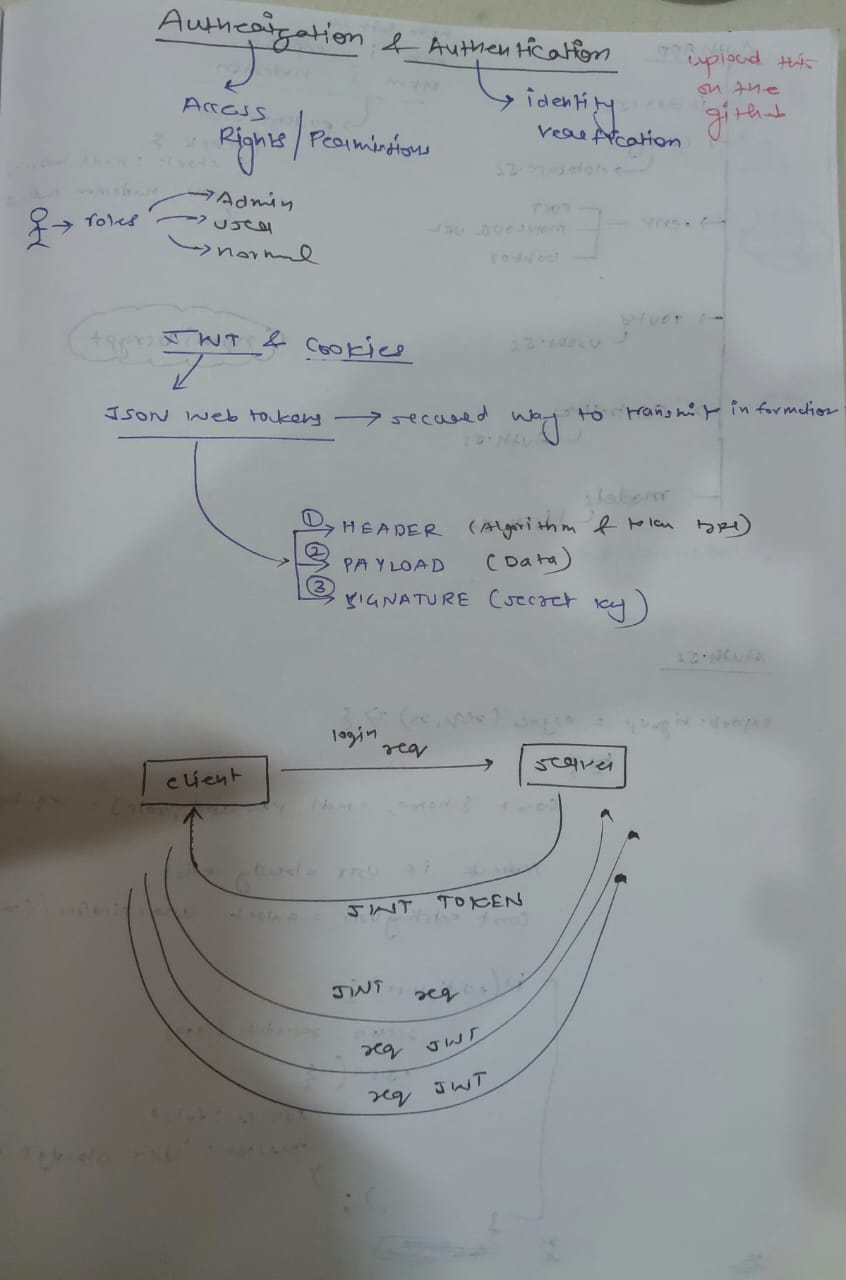 Authorization & Authentication
upload this
on the
github
Access
Rights/Permissions
identity
verification
roles
Admin
user
normal
JWT & Cookies
JSON Web tokens → secured way to transmit information
① HEADER (Algorithm & token type)
② PAYLOAD (Data)
③ SIGNATURE (secret key)
login req
client
server
JWT TOKEN
JWT req
req JWT
req JWT